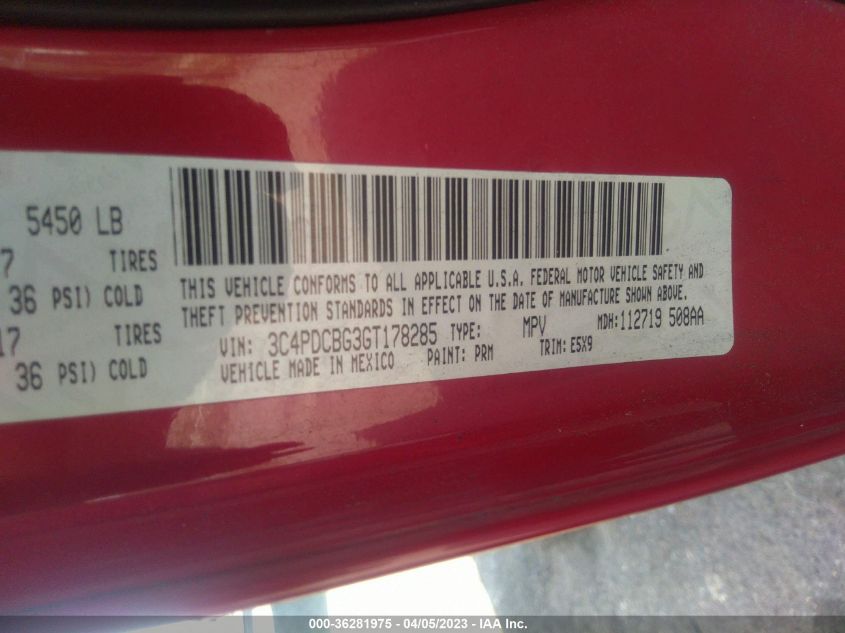 5450 LB
7 TIRES
36 PSI) COLD
17 TIRES
36 PSI) COLD
THIS VEHICLE CONFORMS TO ALL APPLICABLE U.S.A. FEDERAL MOTOR VEHICLE SAFETY AND
THEFT PREVENTION STANDARDS IN EFFECT ON THE DATE OF MANUFACTURE SHOWN ABOVE.
VIN: 3C4PDCBG3GT178285 TYPE: MPV MDH:112719 508AA
VEHICLE MADE IN MEXICO PAINT: PRM TRIM: E5X9
000-36281975 - 04/05/2023 - IAA Inc.